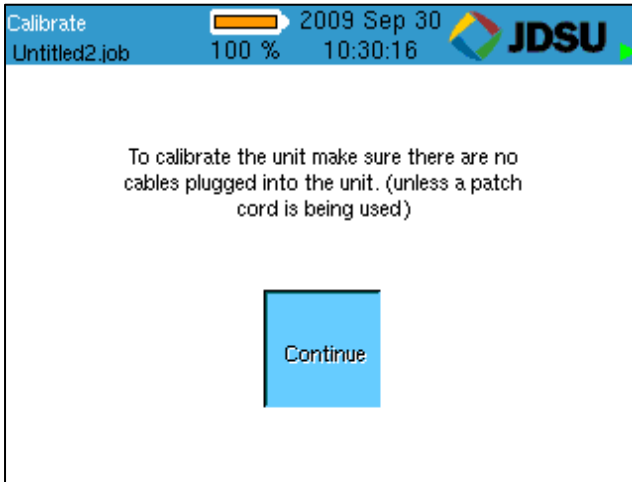 Calibrate
2009 Sep 30
JDSU
Untitled2.job
100 %
10:30:16
To calibrate the unit make sure there are no
cables plugged into the unit. (unless a patch
cord is being used)
Continue